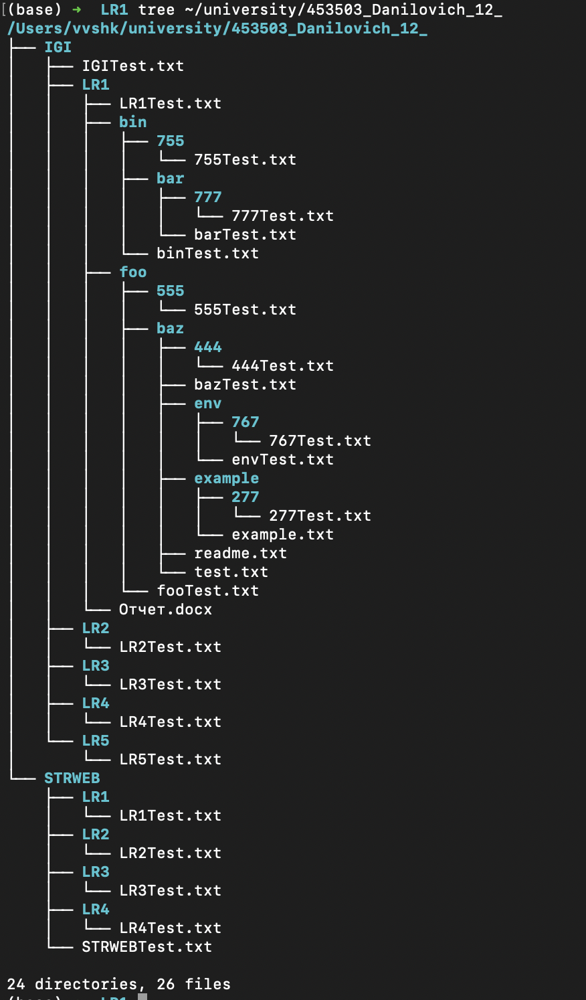 [(base) ➜  LR1 tree ~/university/453503_Danilovich_12_
/Users/vvshk/university/453503_Danilovich_12_
├── IGI
│   ├── IGITest.txt
│   ├── LR1
│   │   ├── LR1Test.txt
│   │   ├── bin
│   │   │   ├── 755
│   │   │   │   └── 755Test.txt
│   │   │   ├── bar
│   │   │   │   ├── 777
│   │   │   │   │   └── 777Test.txt
│   │   │   │   └── barTest.txt
│   │   │   └── binTest.txt
│   │   ├── foo
│   │   │   ├── 555
│   │   │   │   └── 555Test.txt
│   │   │   ├── baz
│   │   │   │   ├── 444
│   │   │   │   │   └── 444Test.txt
│   │   │   │   ├── bazTest.txt
│   │   │   │   ├── env
│   │   │   │   │   ├── 767
│   │   │   │   │   │   └── 767Test.txt
│   │   │   │   │   └── envTest.txt
│   │   │   │   ├── example
│   │   │   │   │   ├── 277
│   │   │   │   │   │   └── 277Test.txt
│   │   │   │   │   └── example.txt
│   │   │   │   ├── readme.txt
│   │   │   │   └── test.txt
│   │   │   └── fooTest.txt
│   │   └── Отчет.docx
│   ├── LR2
│   │   └── LR2Test.txt
│   ├── LR3
│   │   └── LR3Test.txt
│   ├── LR4
│   │   └── LR4Test.txt
│   └── LR5
│       └── LR5Test.txt
└── STRWEB
    ├── LR1
    │   └── LR1Test.txt
    ├── LR2
    │   └── LR2Test.txt
    ├── LR3
    │   └── LR3Test.txt
    ├── LR4
    │   └── LR4Test.txt
    └── STRWEBTest.txt

24 directories, 26 files